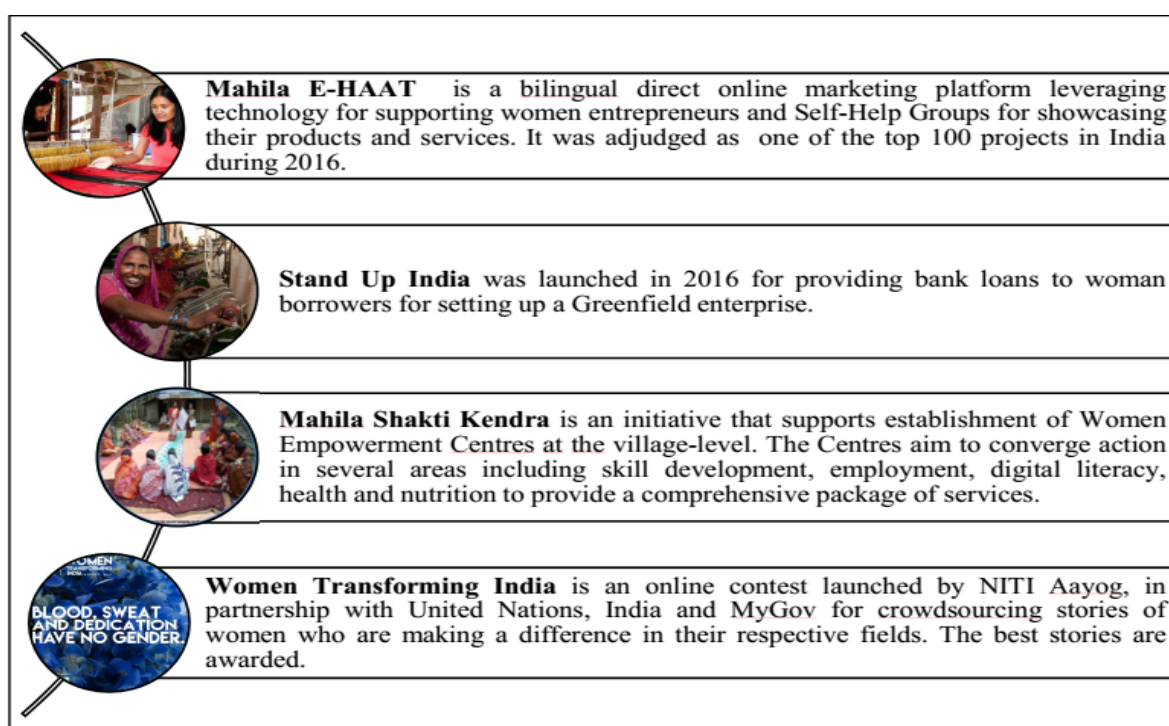 Mahila E-HAAT is a bilingual direct online marketing platform leveraging
technology for supporting women entrepreneurs and Self-Help Groups for showcasing
their products and services. It was adjudged as one of the top 100 projects in India
during 2016.
Stand Up India was launched in 2016 for providing bank loans to woman
borrowers for setting up a Greenfield enterprise.
Mahila Shakti Kendra is an initiative that supports establishment of Women
Empowerment Centres at the village-level. The Centres aim to converge action
in several areas including skill development, employment, digital literacy,
health and nutrition to provide a comprehensive package of services.
WOMEN
TRANSFORMING
INDIA
BLOOD, SWEAT
AND DEDICATION
HAVE NO GENDER.
Women Transforming India is an online contest launched by NITI Aayog, in
partnership with United Nations, India and MyGov for crowdsourcing stories of
women who are making a difference in their respective fields. The best stories are
awarded.